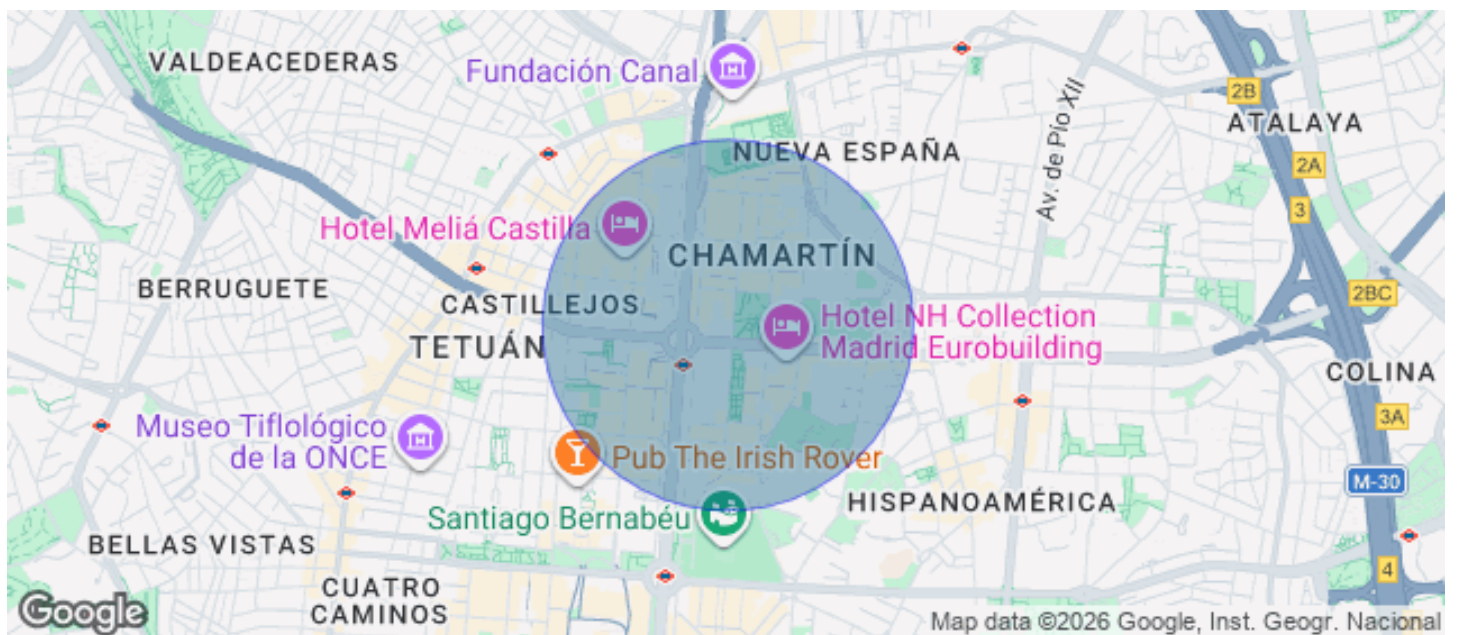 VALDEACEDERAS
Fundación Canal
2B
ATALAYA
NUEVA ESPAÑA
Av. de Pío XII
2A
3
Hotel Meliá Castilla
CHAMARTÍN
BERRUGUETE
CASTILLEJOS
2BC
Hotel NH Collection
Madrid Eurobuilding
TETUÁN
COLINA
3A
Museo Tiflológico
de la ONCE
Pub The Irish Rover
M-30
HISPANOAMÉRICA
Santiago Bernabéu
BELLAS VISTAS
4
CUATRO
CAMINOS
Google
Map data ©2026 Google, Inst. Geogr. Nacional